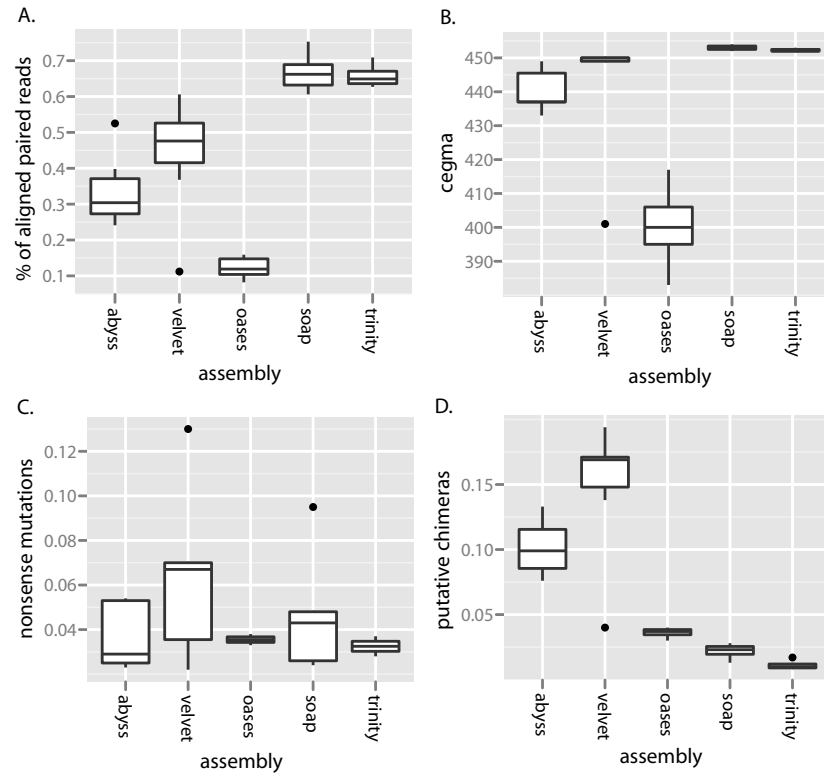 A.
% of aligned paired reads
0.7
0.6
0.5
0.4
0.3
0.2
0.1
abyss
velvet
oases
soap
trinity
assembly
B.
cegma
450
440
430
420
410
400
390
abyss
velvet
oases
soap
trinity
assembly
C.
nonsense mutations
0.12
0.10
0.08
0.06
0.04
abyss
velvet
oases
soap
trinity
assembly
D.
putative chimeras
0.15
0.10
0.05
abyss
velvet
oases
soap
trinity
assembly